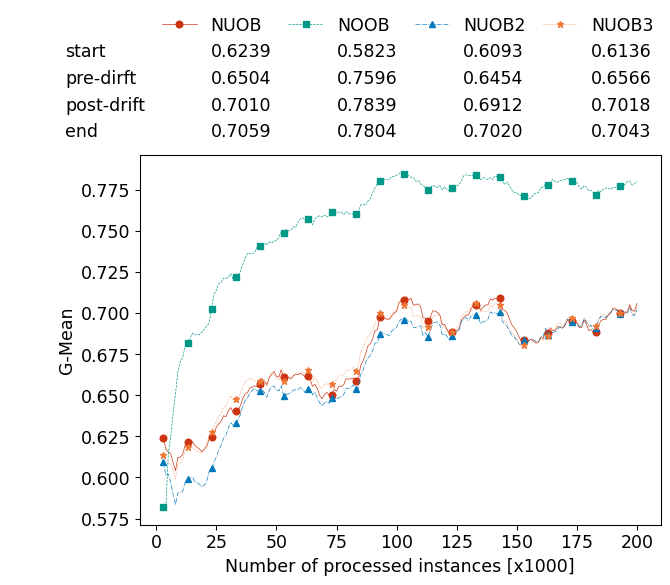 NUOB NOOB NUOB2 NUOB3
start 0.6239 0.5823 0.6093 0.6136
pre-dirft 0.6504 0.7596 0.6454 0.6566
post-drift 0.7010 0.7839 0.6912 0.7018
end 0.7059 0.7804 0.7020 0.7043
0.775
0.750
0.725
0.700
0.675
0.650
0.625
0.600
0.575
G-Mean
0 25 50 75 100 125 150 175 200
Number of processed instances [x1000]